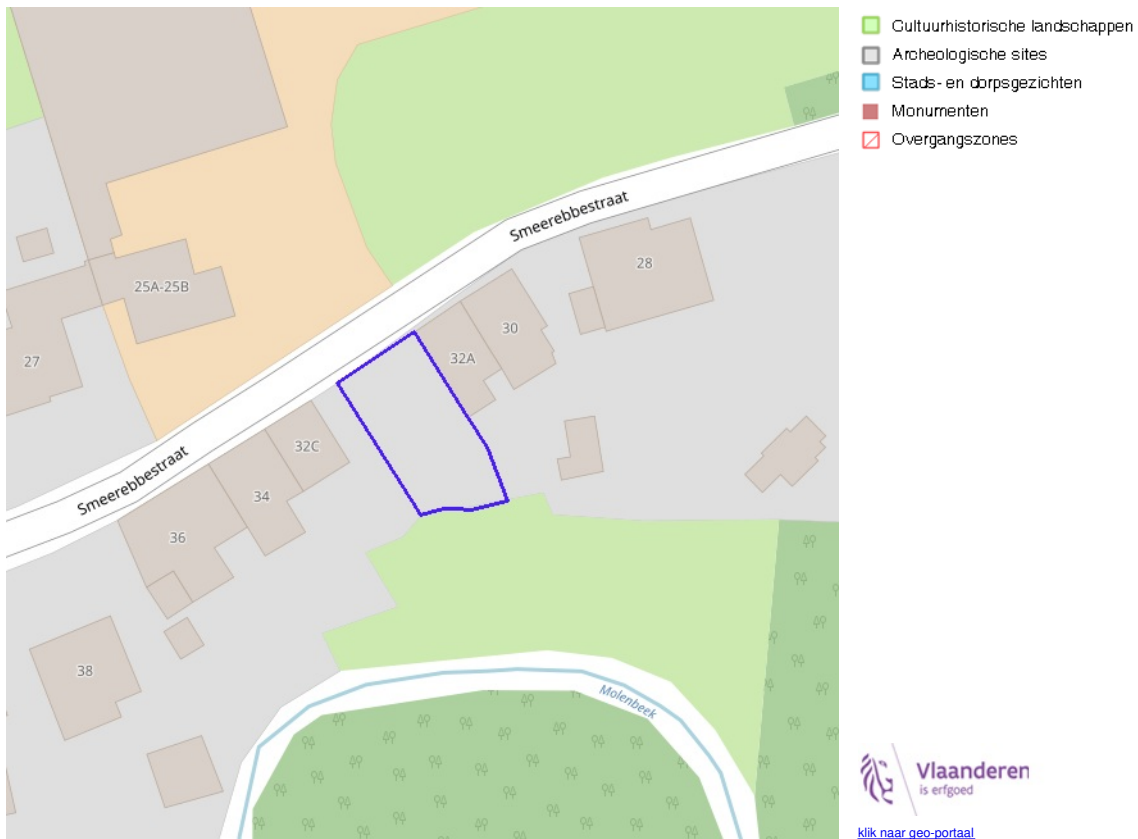 Cultuurhistorische landschappen
Archeologische sites
Stads- en dorpsgezichten
Monumenten
Overgangszones
Smeerebbestraat
28
25A-25B
30
27
32A
32C
Smeerebbestraat
34
36
38
Molenbeek
Vlaanderen
is erfgoed
klik naar geo-portaal